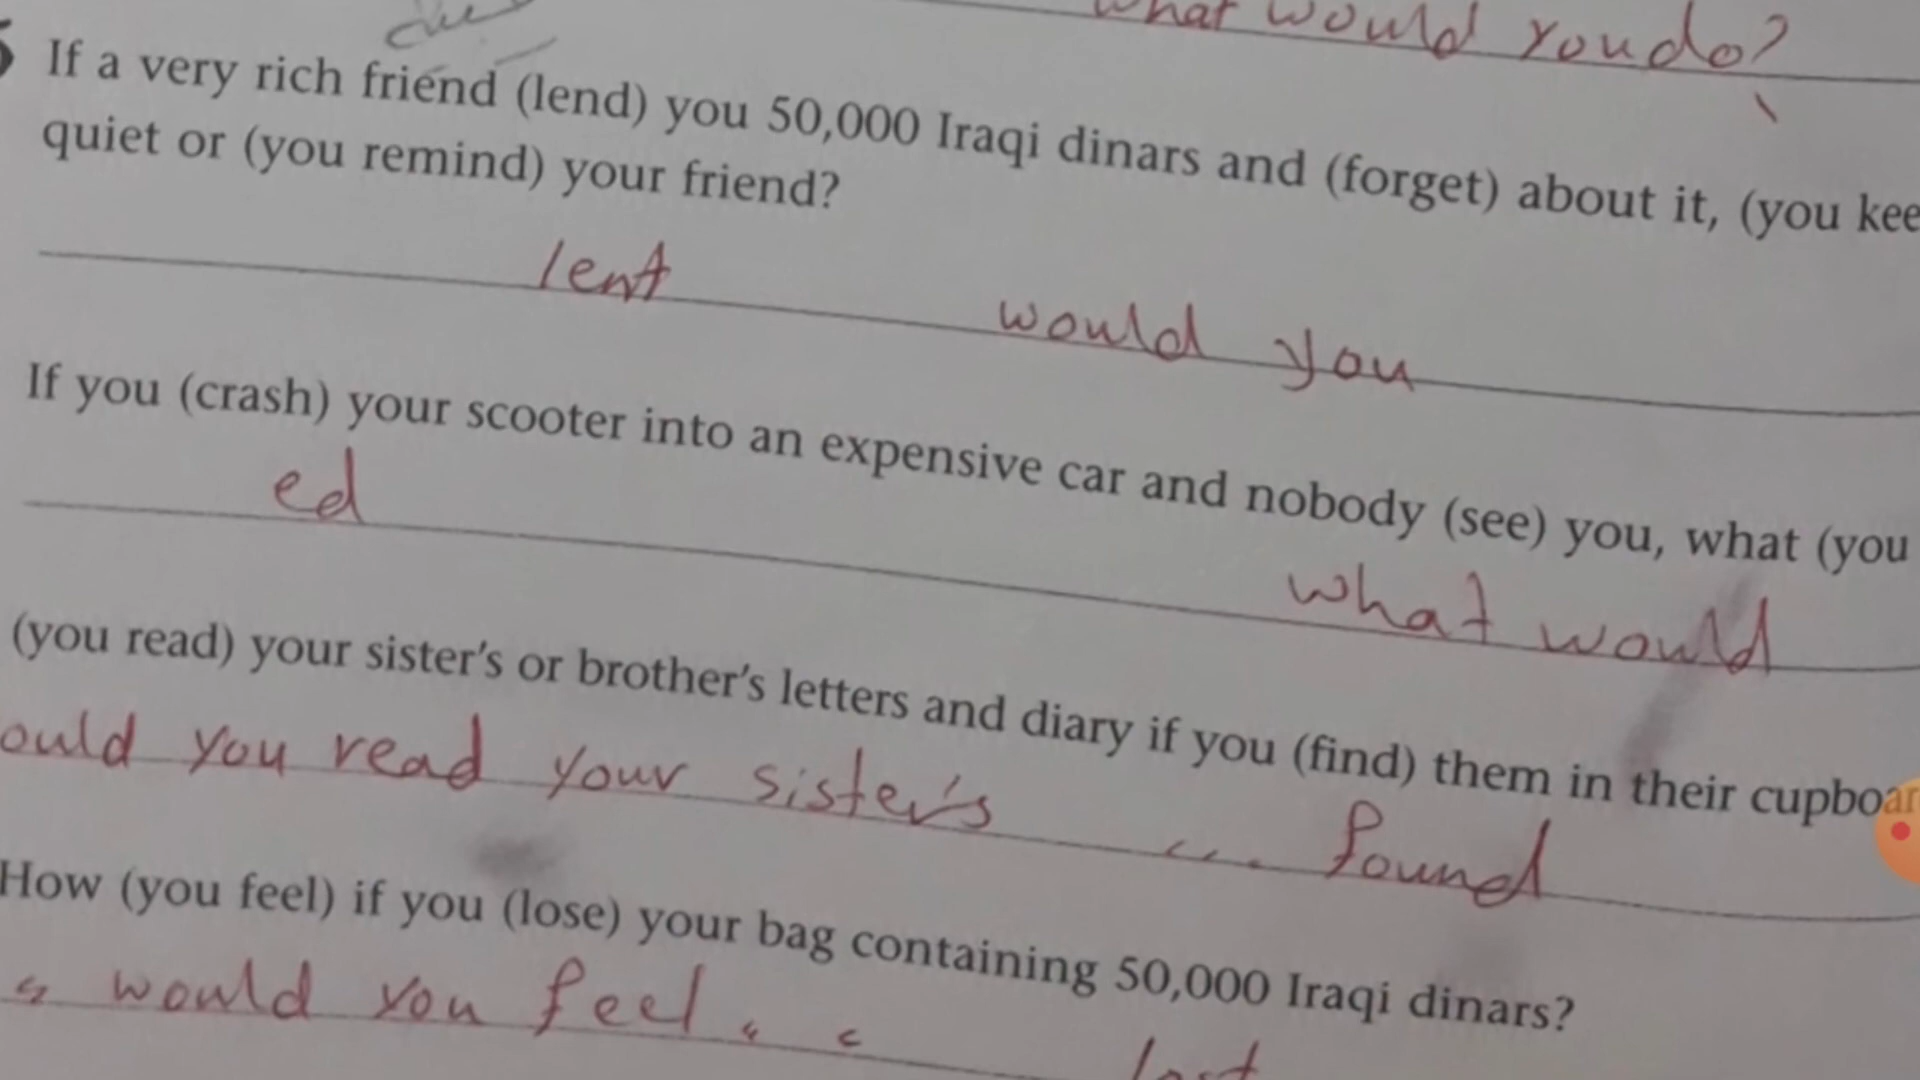 what would you do?
If a very rich friend (lend) you 50,000 Iraqi dinars and (forget) about it, (you kee
quiet or (you remind) your friend?
lent would you
If you (crash) your scooter into an expensive car and nobody (see) you, what (you
ed what would
(you read) your sister's or brother's letters and diary if you (find) them in their cupboar
ould you read your sister's ... found
How (you feel) if you (lose) your bag containing 50,000 Iraqi dinars?
would you feel lost